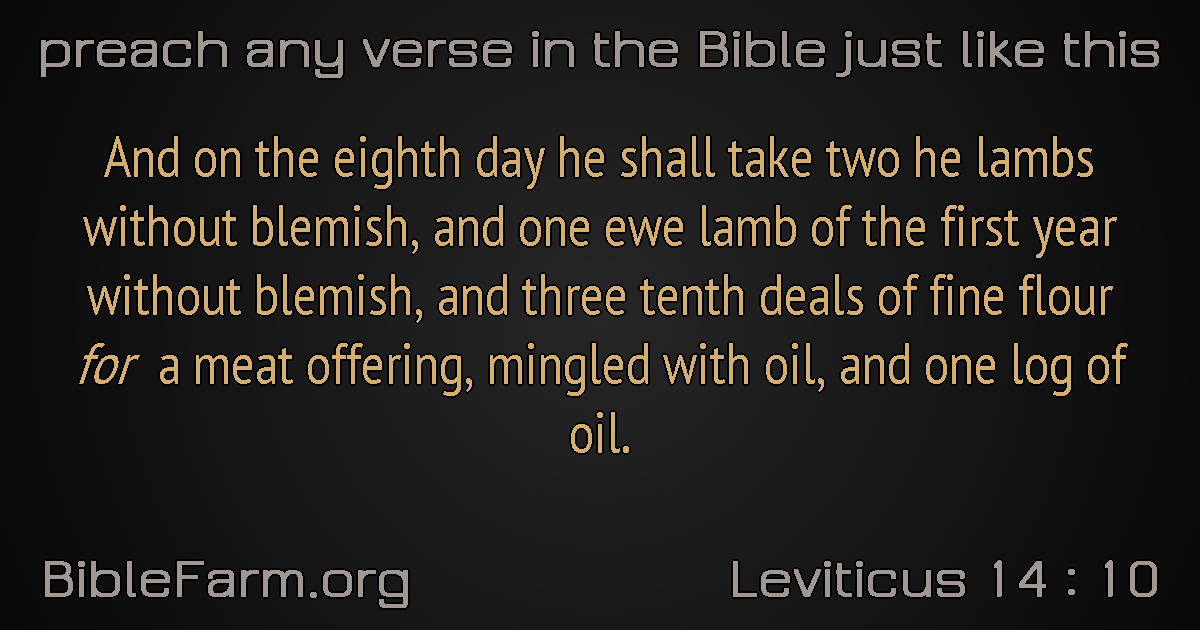 preach any verse in the Bible just like this
And on the eighth day he shall take two he lambs
without blemish, and one ewe lamb of the first year
without blemish, and three tenth deals of fine flour
for a meat offering, mingled with oil, and one log of
oil.
BibleFarm.org
Leviticus 14 : 10